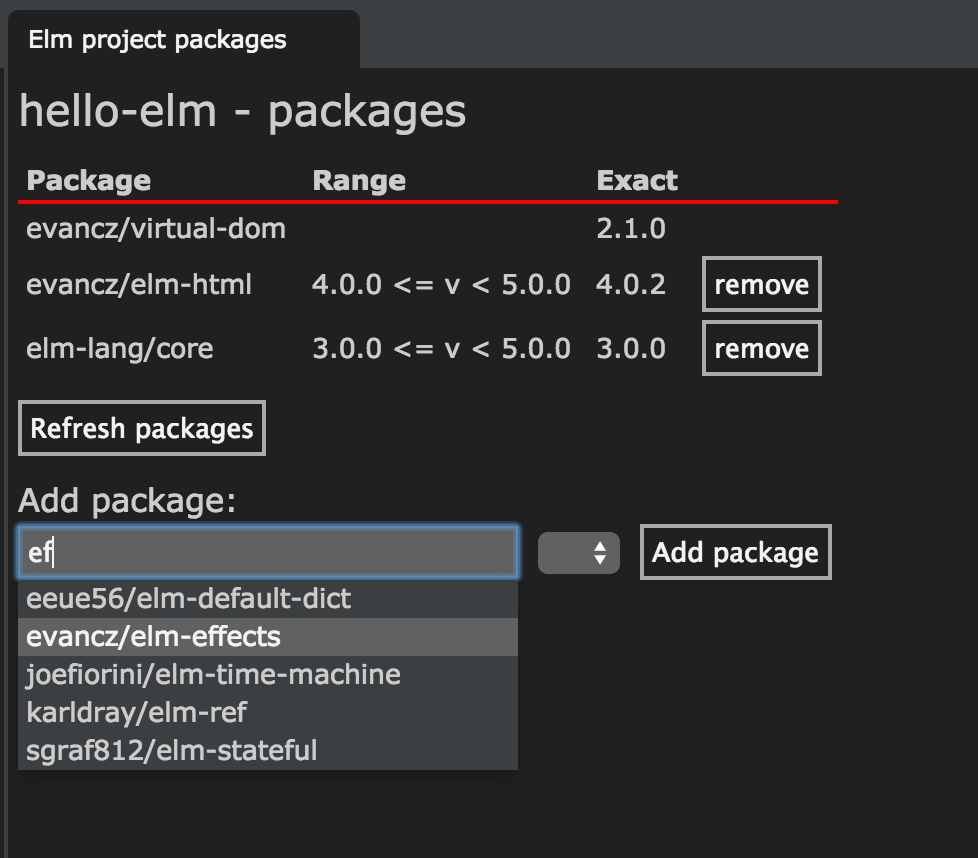 Elm project packages
hello-elm - packages
Package Range Exact
evancz/virtual-dom 2.1.0
evancz/elm-html 4.0.0 <= v < 5.0.0 4.0.2 remove
elm-lang/core 3.0.0 <= v < 5.0.0 3.0.0 remove
Refresh packages
Add package:
ef Add package
eeue56/elm-default-dict
evancz/elm-effects
joefiorini/elm-time-machine
karldray/elm-ref
sgraf812/elm-stateful